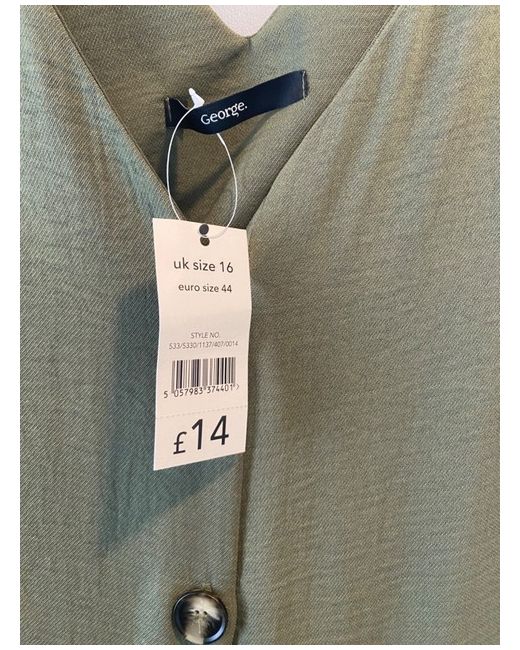 George.
uk size 16
euro size 44
STYLE NO.
533/5330/1137/407/0014
5 057983 374401>
£14